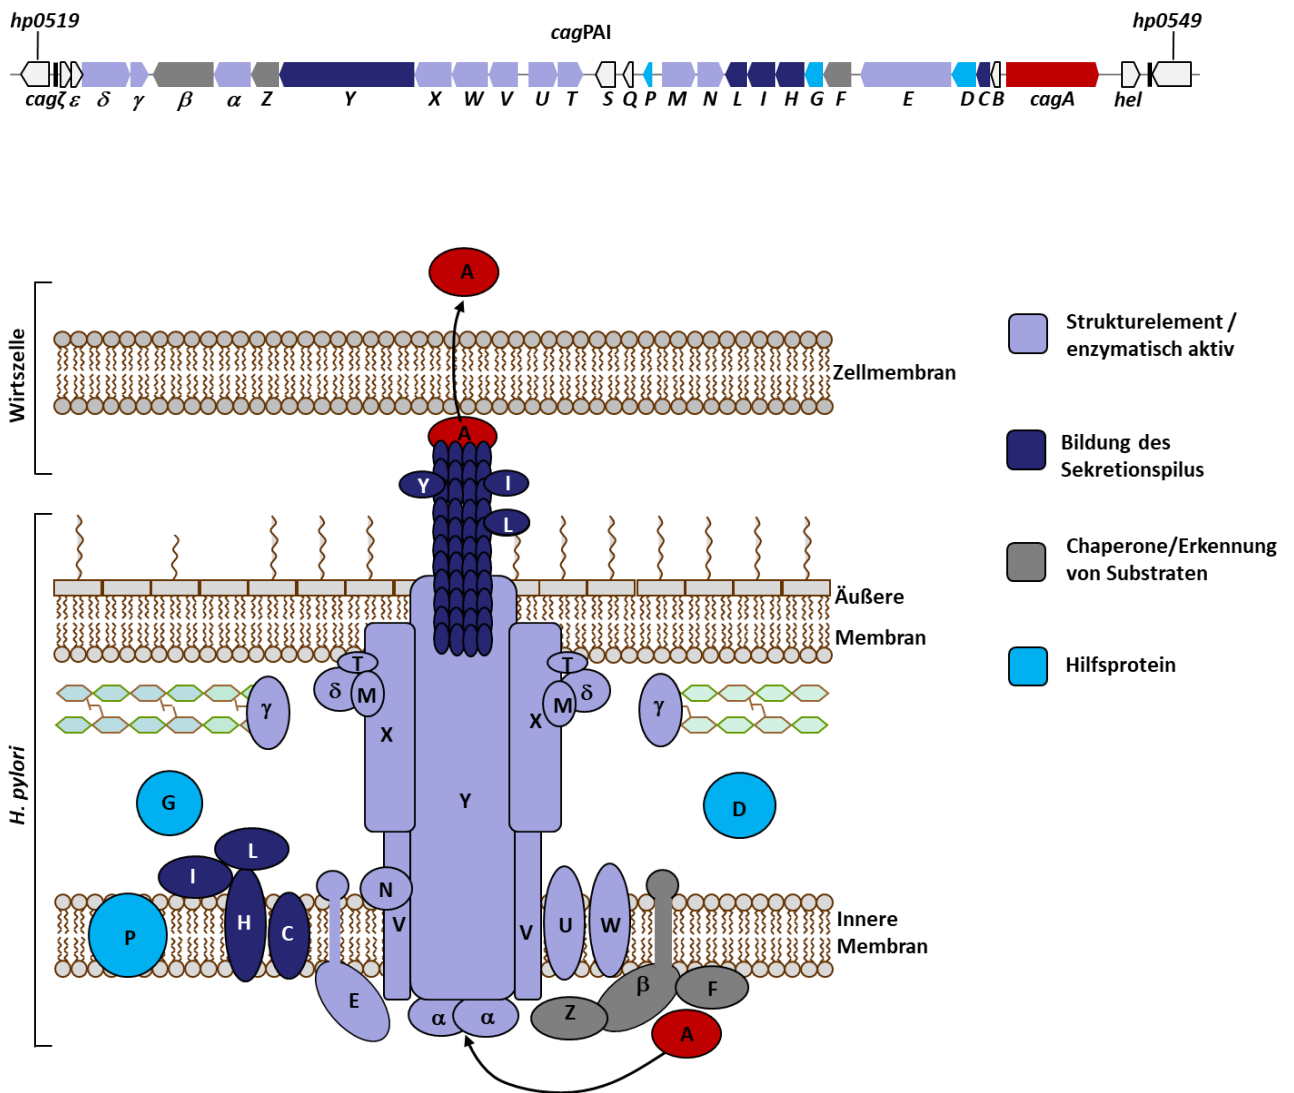 hp0519
cagPAI
hp0549
cagζ ε δ γ β α Z Y X W V U T S Q P M N L I H G F E D C B cagA hel
A
Wirtszelle
Zellmembran
A
Y
I
L
H. pylori
Äußere
Membran
T
δ
M
T
δ
M
γ
γ
X
X
Y
G
D
L
I
P
H
C
N
V
V
U
W
E
α
α
Z
β
F
A
Innere
Membran
Strukturelement /
enzymatisch aktiv
Bildung des
Sekretionspilus
Chaperone/Erkennung
von Substraten
Hilfsprotein